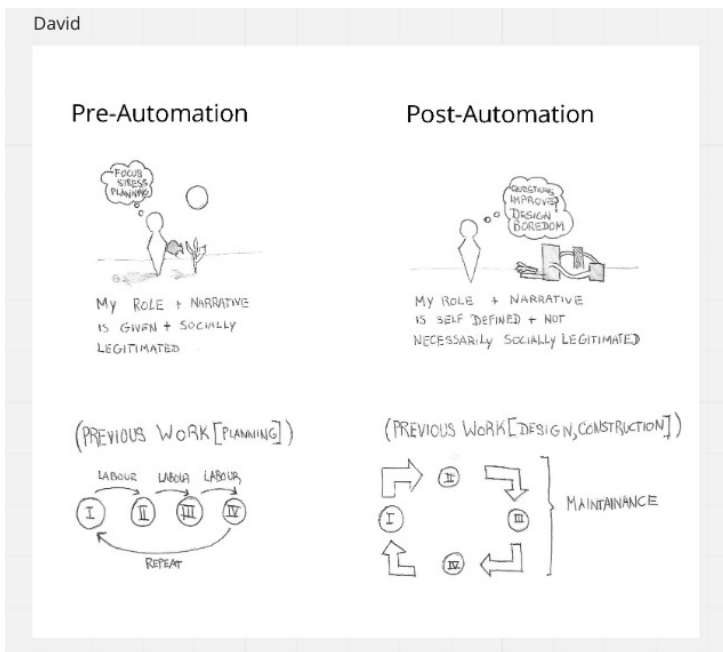 David
Pre-Automation
FOCUS
STRESS
PLANNING
MY ROLE + NARRATIVE
IS GIVEN + SOCIALLY
LEGITIMATED
(PREVIOUS WORK [PLANNING])
LABOUR LABOUR LABOUR
I II III IV
REPEAT
Post-Automation
QUESTIONS
IMPROVE?
DESIGN
BOREDOM
MY ROLE + NARRATIVE
IS SELF DEFINED + NOT
NECESSARILY SOCIALLY LEGITIMATED
(PREVIOUS WORK [DESIGN, CONSTRUCTION])
II
I III
IV
MAINTAINANCE